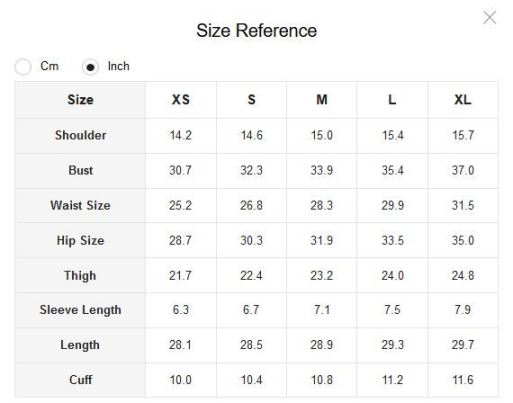 Size Reference
Cm Inch
Size XS S M L XL
Shoulder 14.2 14.6 15.0 15.4 15.7
Bust 30.7 32.3 33.9 35.4 37.0
Waist Size 25.2 26.8 28.3 29.9 31.5
Hip Size 28.7 30.3 31.9 33.5 35.0
Thigh 21.7 22.4 23.2 24.0 24.8
Sleeve Length 6.3 6.7 7.1 7.5 7.9
Length 28.1 28.5 28.9 29.3 29.7
Cuff 10.0 10.4 10.8 11.2 11.6